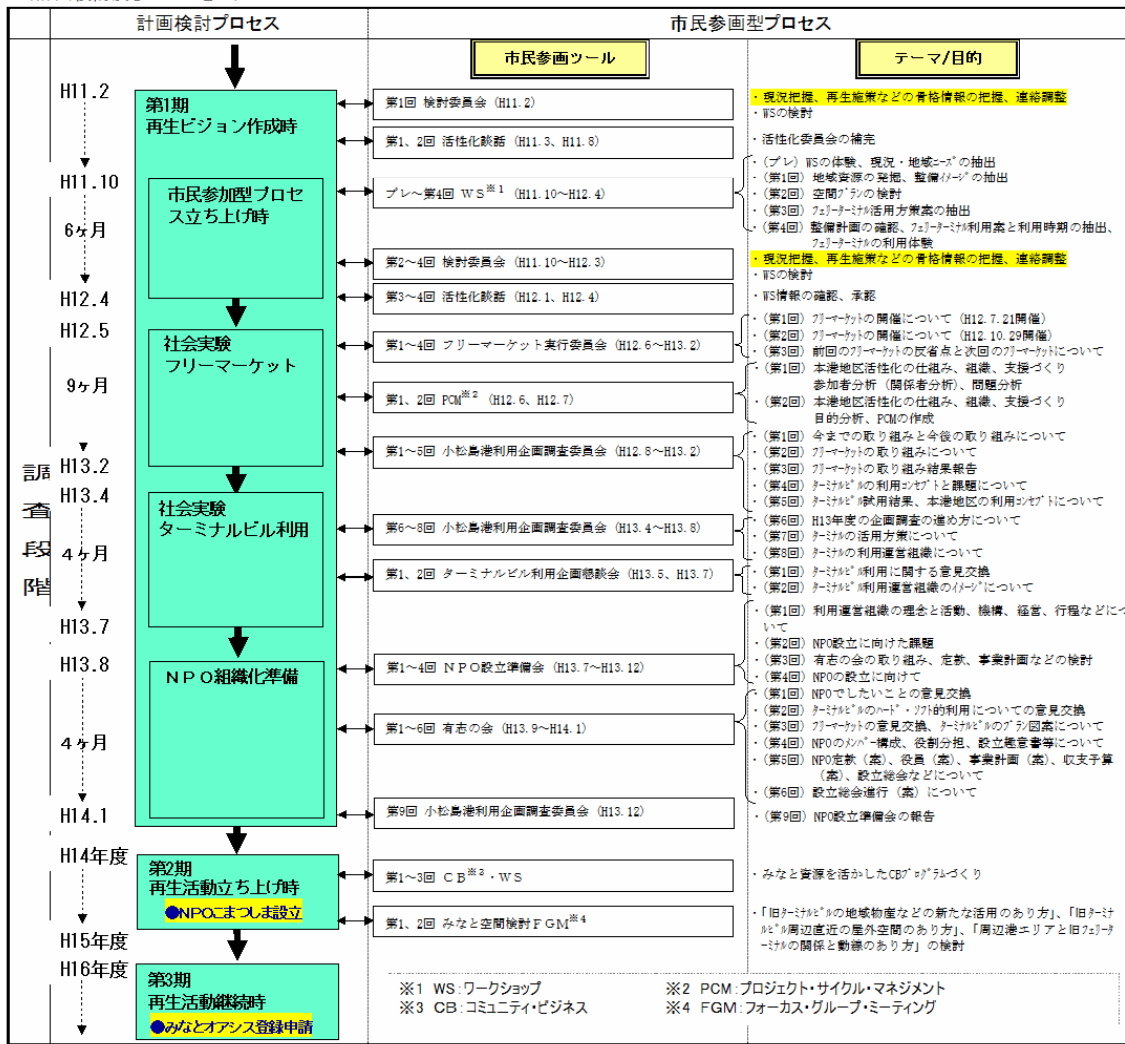 計画検討プロセス
市民参画型プロセス
市民参画ツール
テーマ/目的
調査段階
H11.2
H11.10
6ヶ月
H12.4
H12.5
9ヶ月
H13.2
H13.4
4ヶ月
H13.7
H13.8
4ヶ月
H14.1
H14年度
H15年度
H16年度
第1期
再生ビジョン作成時
市民参加型プロセ
ス立ち上げ時
社会実験
フリーマーケット
社会実験
ターミナルビル利用
NPO組織化準備
第2期
再生活動立ち上げ時
●NPOこまつしま設立
第3期
再生活動継続時
●みなとオアシス登録申請
第1回 検討委員会 (H11.2)
第1、2回 活性化談話 (H11.3、H11.8)
プレ～第4回 WS※1 (H11.10～H12.4)
第2～4回 検討委員会 (H11.10～H12.3)
第3～4回 活性化談話 (H12.1、H12.4)
第1～4回 フリーマーケット実行委員会 (H12.6～H13.2)
第1、2回 PCM※2 (H12.6、H12.7)
第1～5回 小松島港利用企画調査委員会 (H12.8～H13.2)
第6～8回 小松島港利用企画調査委員会 (H13.4～H13.8)
第1、2回 ターミナルビル利用企画懇談会 (H13.5、H13.7)
第1～4回 NPO設立準備会 (H13.7～H13.12)
第1～6回 有志の会 (H13.9～H14.1)
第9回 小松島港利用企画調査委員会 (H13.12)
第1～3回 CB※3・WS
第1、2回 みなと空間検討FGM※4
・現況把握、再生施策などの骨格情報の把握、連絡調整
・WSの検討
・活性化委員会の補完
・(プレ) WSの体験、現況・地域ニーズの抽出
・(第1回) 地域資源の発掘、整備イメージの抽出
・(第2回) 空間プランの検討
・(第3回) フェリーターミナル活用方策案の抽出
・(第4回) 整備計画の確認、フェリーターミナル利用案と利用時期の抽出、
フェリーターミナルの利用体験
・現況把握、再生施策などの骨格情報の把握、連絡調整
・WSの検討
・WS情報の確認、承認
・(第1回) フリーマーケットの開催について (H12.7.21開催)
・(第2回) フリーマーケットの開催について (H12.10.29開催)
・(第3回) 前回のフリーマーケットの反省点と次回のフリーマーケットについて
・(第1回) 本港地区活性化の仕組み、組織、支援づくり
参加者分析 (関係者分析)、問題分析
・(第2回) 本港地区活性化の仕組み、組織、支援づくり
目的分析、PCMの作成
・(第1回) 今までの取り組みと今後の取り組みについて
・(第2回) フリーマーケットの取り組みについて
・(第3回) フリーマーケットの取り組み結果報告
・(第4回) ターミナルビルの利用コンセプトと課題について
・(第5回) ターミナルビル試用結果、本港地区の利用コンセプトについて
・(第6回) H13年度の企画調査の進め方について
・(第7回) ターミナルの活用方策について
・(第8回) ターミナルの利用運営組織について
・(第1回) ターミナルビル利用に関する意見交換
・(第2回) ターミナルビル利用運営組織のイメージについて
・(第1回) 利用運営組織の理念と活動、機構、経営、行程などにつ
いて
・(第2回) NPO設立に向けた課題
・(第3回) 有志の会の取り組み、定款、事業計画などの検討
・(第4回) NPOの設立に向けて
・(第1回) NPOでしたいことの意見交換
・(第2回) ターミナルビルのハード・ソフト的利用についての意見交換
・(第3回) フリーマーケットの意見交換、ターミナルビルのプラン図案について
・(第4回) NPOのメンバー構成、役割分担、設立趣意書等について
・(第5回) NPO定款 (案)、役員 (案)、事業計画 (案)、収支予算
(案)、設立総会などについて
・(第6回) 設立総会進行 (案) について
・(第9回) NPO設立準備会の報告
・みなと資源を活かしたCBプログラムづくり
・「旧ターミナルビルの地域物産などの新たな活用のあり方」、「旧ターミナ
ルビル周辺直近の屋外空間のあり方」、「周辺港エリアと旧フェリータ
ーミナルの関係と動線のあり方」の検討
※1 WS：ワークショップ ※2 PCM：プロジェクト・サイクル・マネジメント
※3 CB：コミュニティ・ビジネス ※4 FGM：フォーカス・グループ・ミーティング